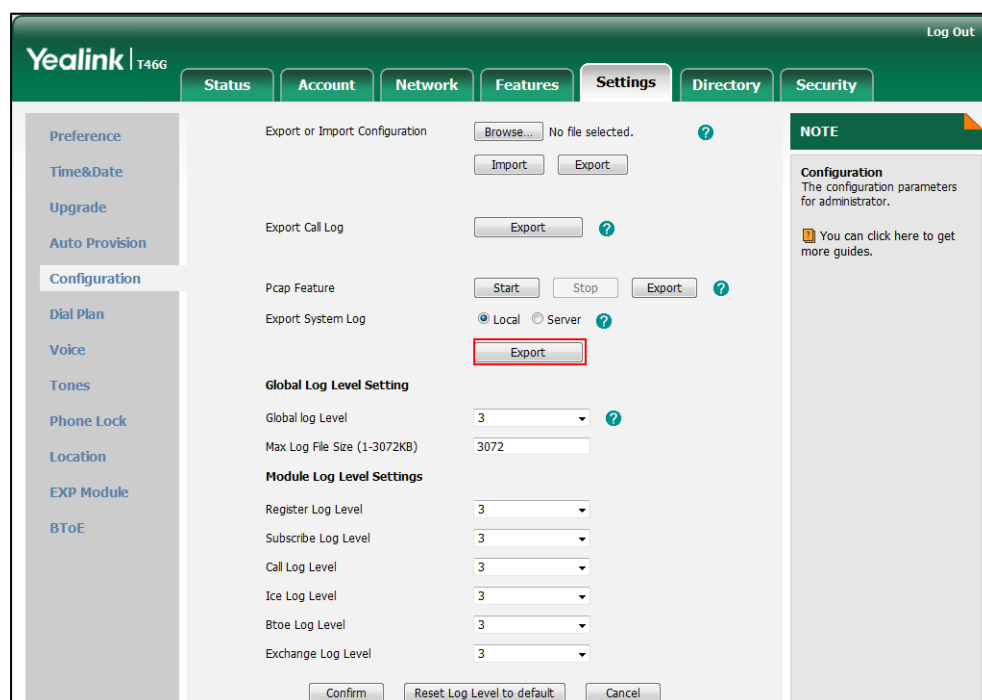 Log Out
Yealink T46G
Status Account Network Features Settings Directory Security
Preference
Time&Date
Upgrade
Auto Provision
Configuration
Dial Plan
Voice
Tones
Phone Lock
Location
EXP Module
BToE
Export or Import Configuration Browse... No file selected. ?
Import Export
Export Call Log Export ?
Pcap Feature Start Stop Export ?
Export System Log Local Server ?
Export
Global Log Level Setting
Global log Level 3 ?
Max Log File Size (1-3072KB) 3072
Module Log Level Settings
Register Log Level 3
Subscribe Log Level 3
Call Log Level 3
Ice Log Level 3
Btoe Log Level 3
Exchange Log Level 3
Confirm Reset Log Level to default Cancel
NOTE
Configuration
The configuration parameters
for administrator.
? You can click here to get
more guides.